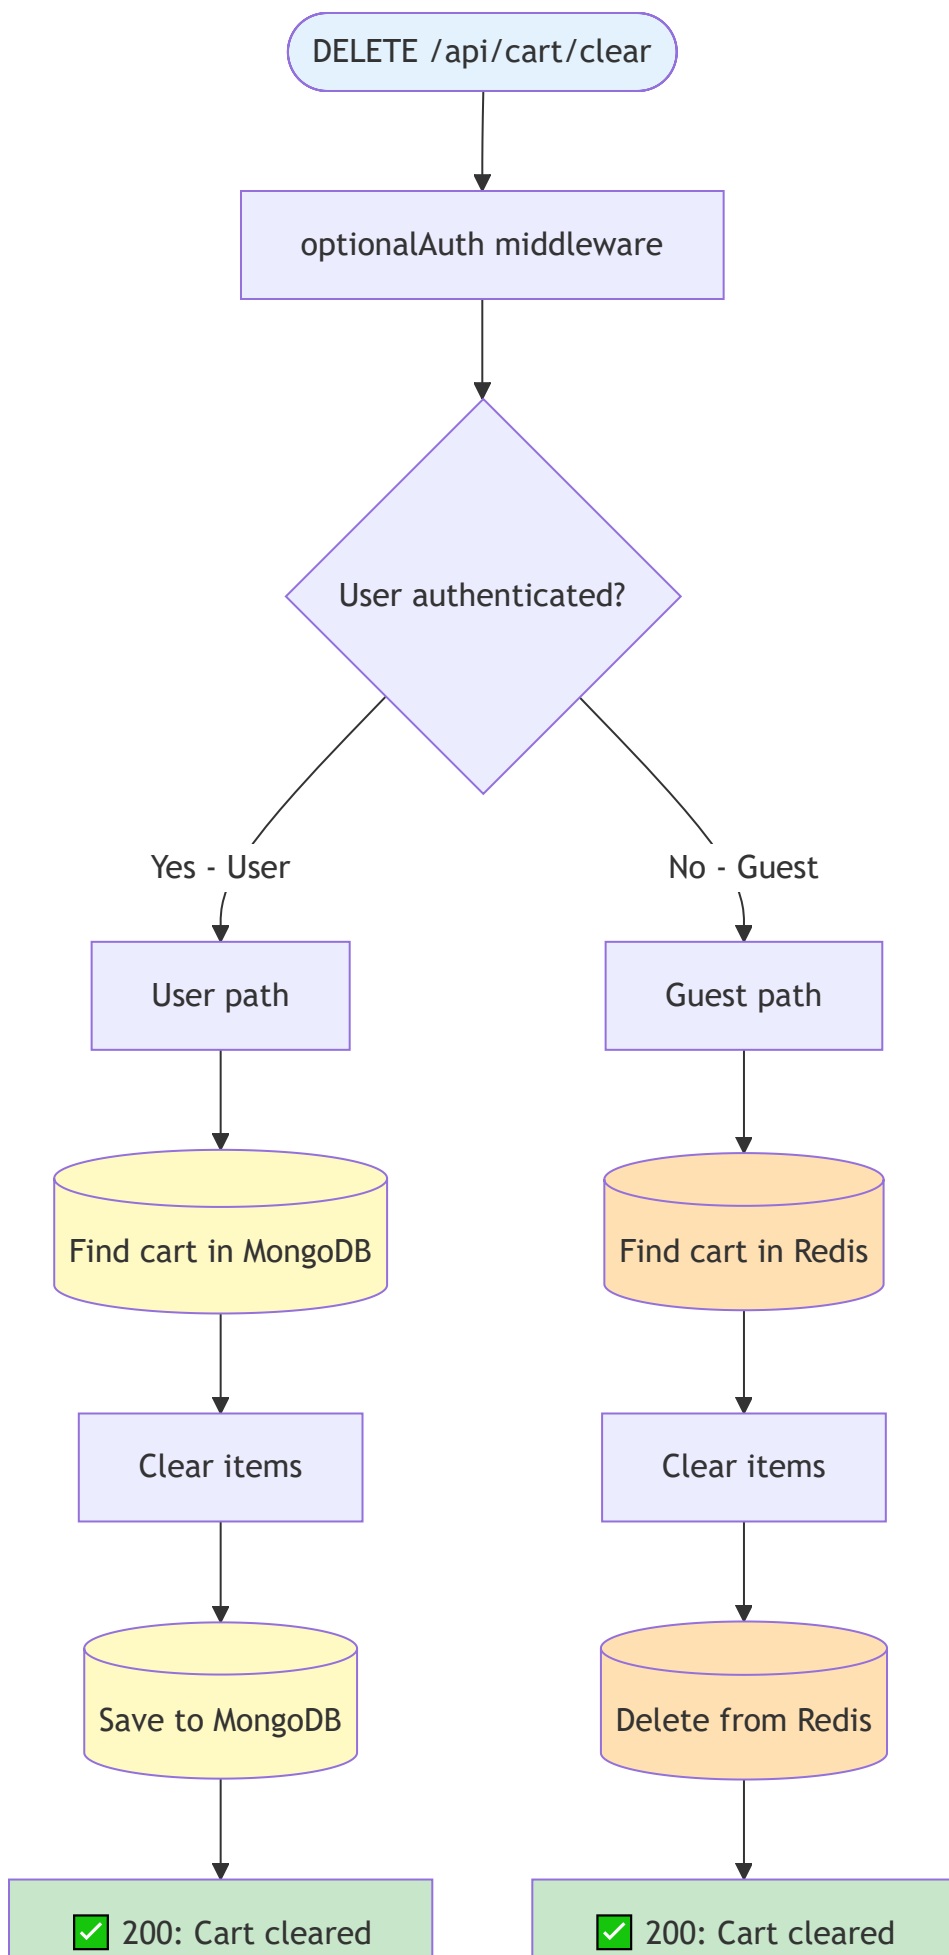 DELETE /api/cart/clear
optionalAuth middleware
User authenticated?
Yes - User
No - Guest
User path
Guest path
Find cart in MongoDB
Find cart in Redis
Clear items
Clear items
Save to MongoDB
Delete from Redis
✅ 200: Cart cleared
✅ 200: Cart cleared